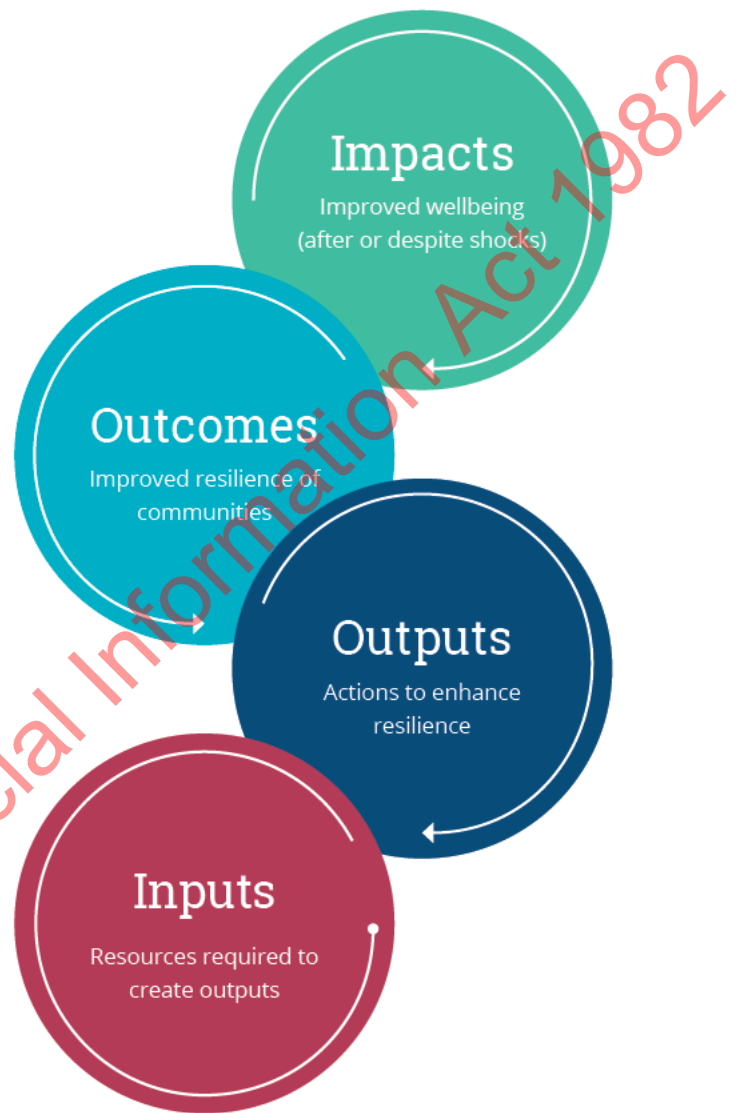 Impacts
Improved wellbeing
(after or despite shocks)
Outcomes
Improved resilience of
communities
Outputs
Actions to enhance
resilience
Inputs
Resources required to
create outputs
Information Act 1982